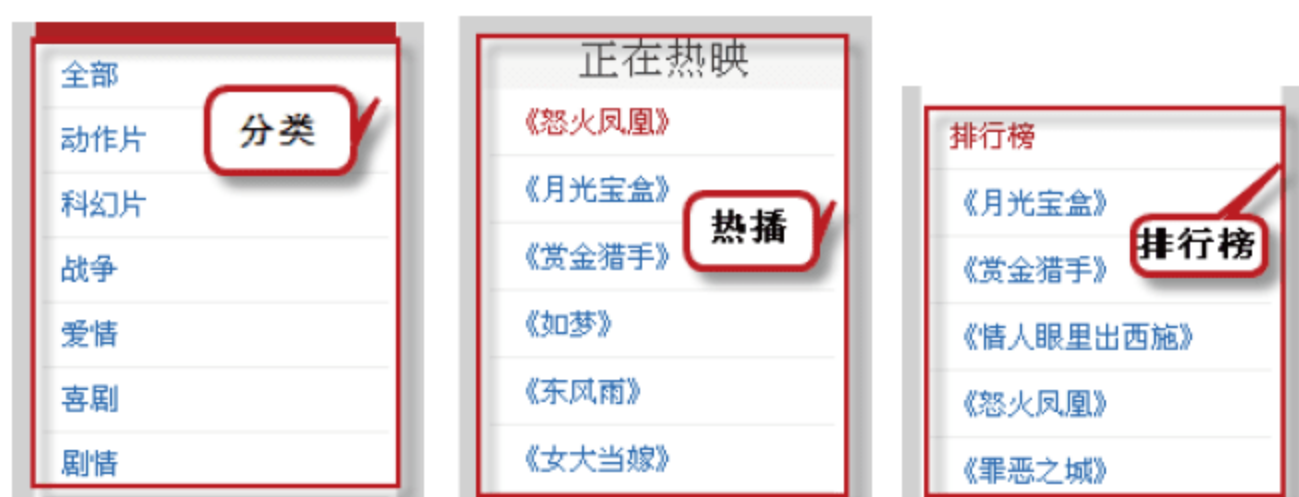 全部
动作片
分类
科幻片
战争
爱情
喜剧
剧情
正在热映
《怒火凤凰》
《月光宝盒》
热播
《赏金猎手》
《如梦》
《东风雨》
《女大当嫁》
排行榜
《月光宝盒》
排行榜
《赏金猎手》
《情人眼里出西施》
《怒火凤凰》
《罪恶之城》